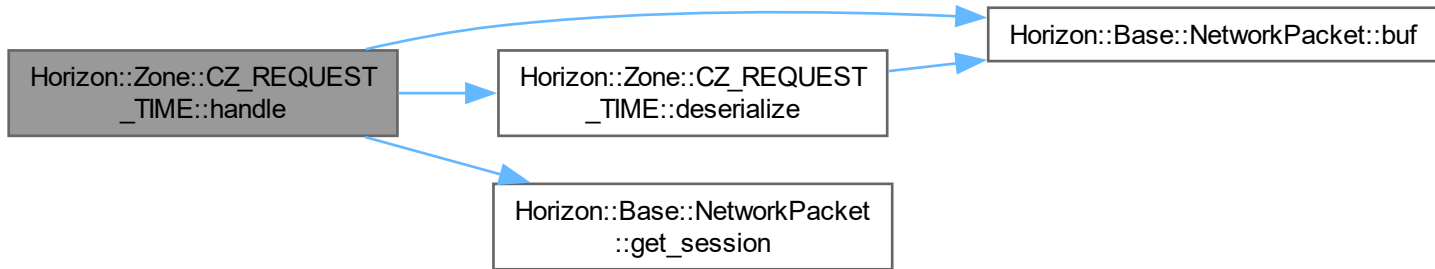 Horizon::Zone::CZ_REQUEST
_TIME::handle
Horizon::Zone::CZ_REQUEST
_TIME::deserialize
Horizon::Base::NetworkPacket::buf
Horizon::Base::NetworkPacket
::get_session